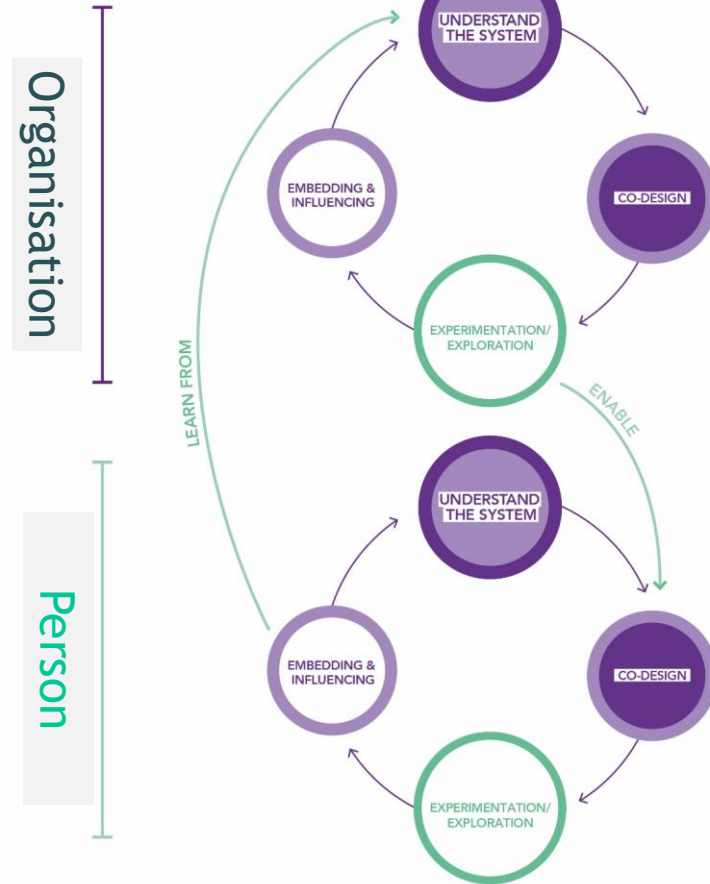 Organisation
UNDERSTAND
THE SYSTEM
EMBEDDING &
INFLUENCING
CO-DESIGN
EXPERIMENTATION/
EXPLORATION
LEARN FROM
ENABLE
Person
UNDERSTAND
THE SYSTEM
EMBEDDING &
INFLUENCING
CO-DESIGN
EXPERIMENTATION/
EXPLORATION